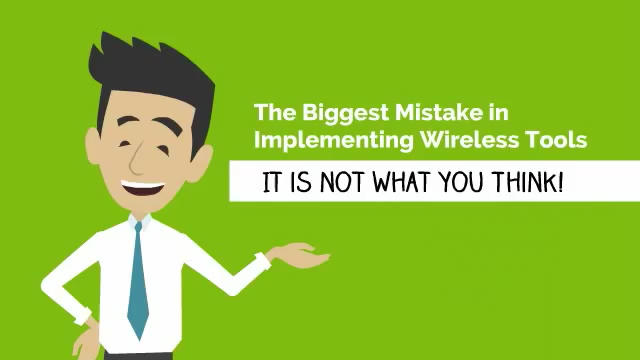 The Biggest Mistake in
Implementing Wireless Tools
IT IS NOT WHAT YOU THINK!